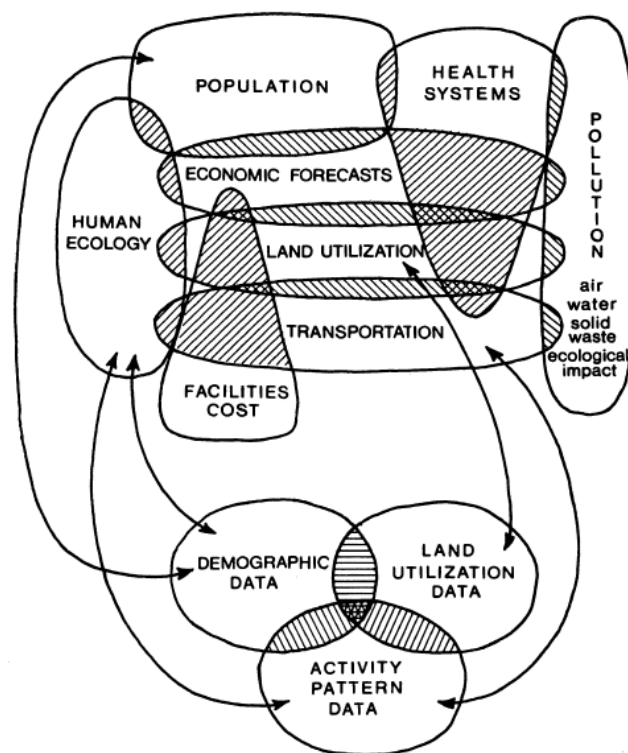 POPULATION
HEALTH
SYSTEMS
POLLUTION
air
water
solid
waste
ecological
impact
ECONOMIC FORECASTS
HUMAN
ECOLOGY
LAND UTILIZATION
TRANSPORTATION
FACILITIES
COST
DEMOGRAPHIC
DATA
LAND
UTILIZATION
DATA
ACTIVITY
PATTERN
DATA